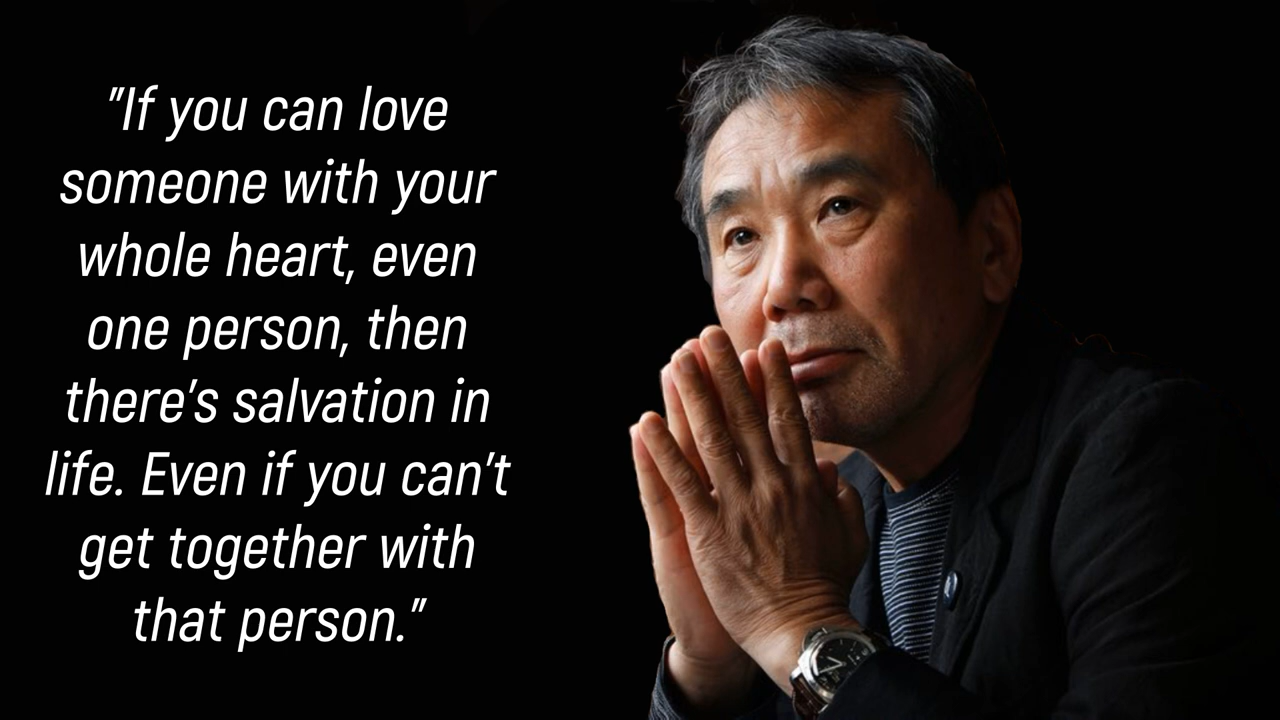 "If you can love
someone with your
whole heart, even
one person, then
there's salvation in
life. Even if you can't
get together with
that person."